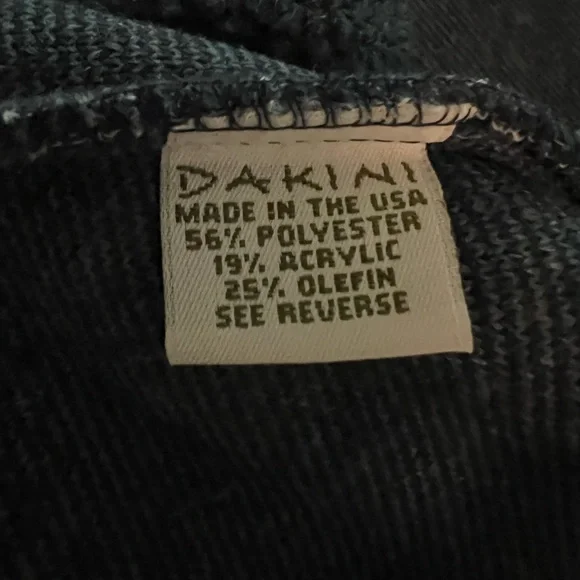 DAKINI
MADE IN THE USA
56% POLYESTER
19% ACRYLIC
25% OLEFIN
SEE REVERSE